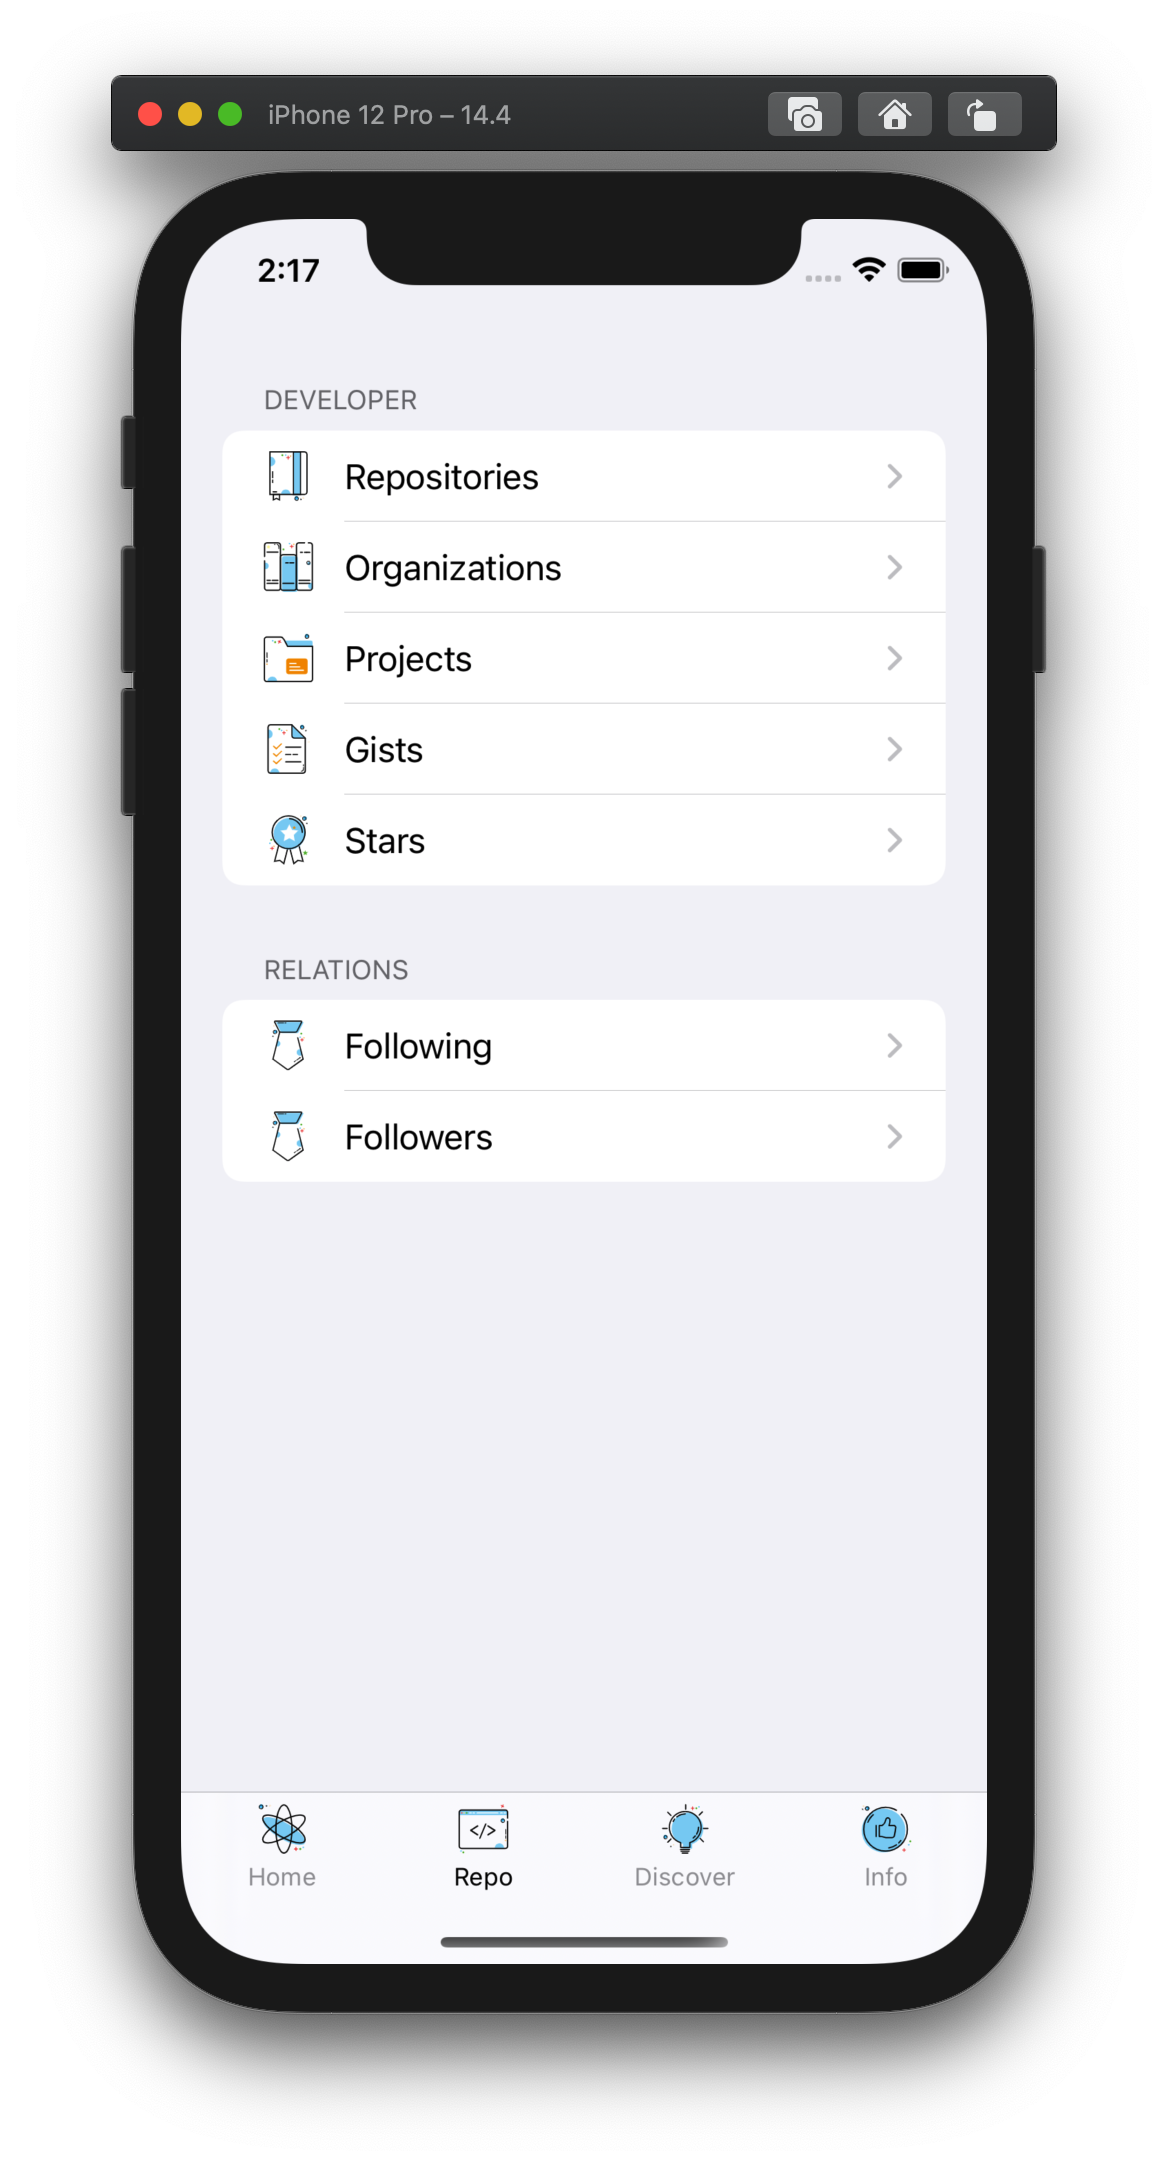 iPhone 12 Pro – 14.4
2:17
DEVELOPER
Repositories
Organizations
Projects
Gists
Stars
RELATIONS
Following
Followers
</>
Home
Repo
Discover
Info